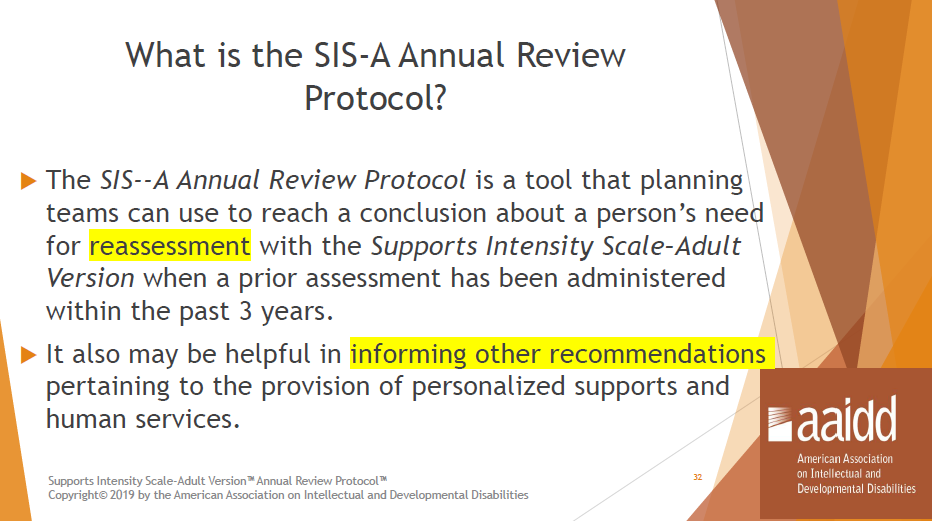 What is the SIS-A Annual Review
Protocol?
The SIS--A Annual Review Protocol is a tool that planning
teams can use to reach a conclusion about a person’s need
for reassessment with the Supports Intensity Scale-Adult
Version when a prior assessment has been administered
within the past 3 years.
It also may be helpful in informing other recommendations
pertaining to the provision of personalized supports and
human services.
aaidd
American Association
on Intellectual and
Developmental Disabilities
Supports Intensity Scale-Adult Version™ Annual Review Protocol™
Copyright© 2019 by the American Association on Intellectual and Developmental Disabilities
32